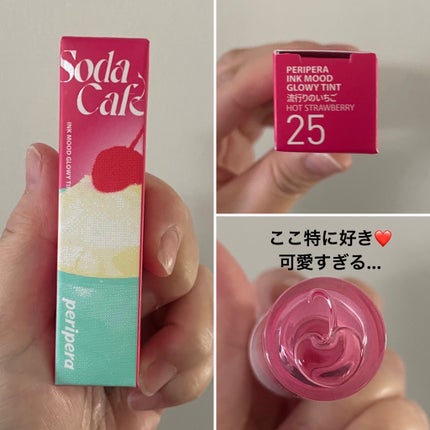 Soda
Café
INK MOOD GLOWY TINT
peripera
PERIPERA
INK MOOD
GLOWY TINT
流行りのいちご
HOT STRAWBERRY
25
ここ特に好き❤️
可愛すぎる...